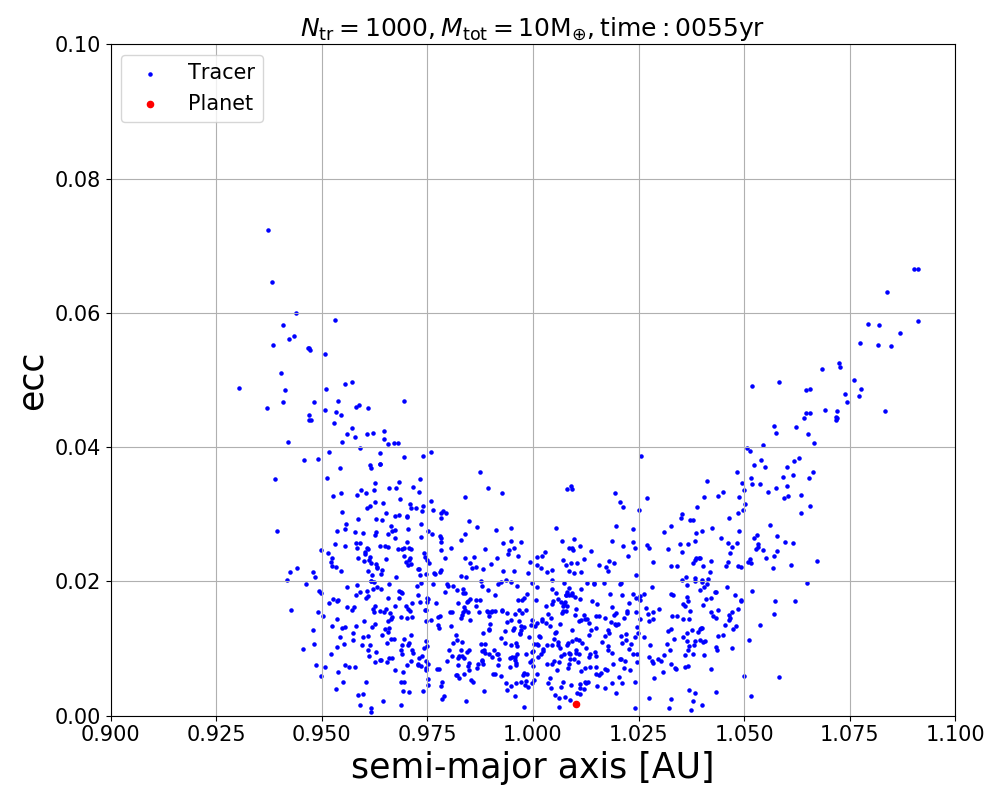 N_tr = 1000, M_tot = 10M_⊕, time : 0055yr
Tracer
Planet
ecc
0.10
0.08
0.06
0.04
0.02
0.00
0.900 0.925 0.950 0.975 1.000 1.025 1.050 1.075 1.100
semi-major axis [AU]